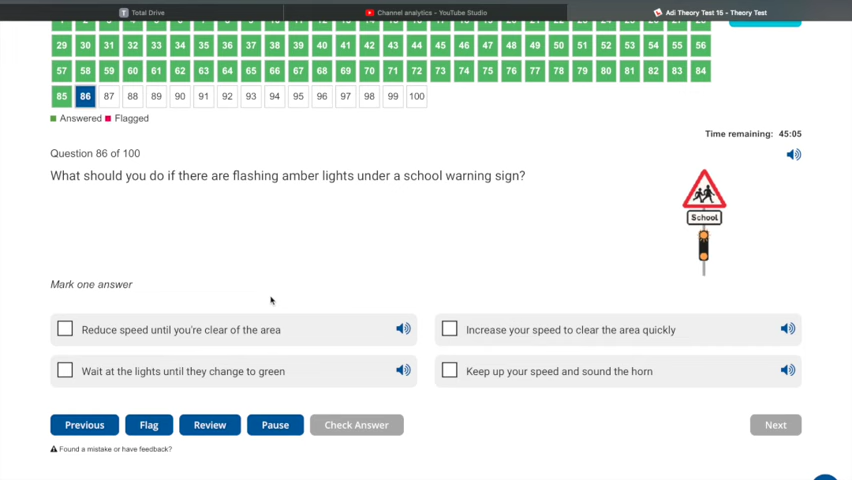 Total Drive
Channel analytics - YouTube Studio
Adi Theory Test 15 - Theory Test
29 30 31 32 33 34 35 36 37 38 39 40 41 42 43 44 45 46 47 48 49 50 51 52 53 54 55 56
57 58 59 60 61 62 63 64 65 66 67 68 69 70 71 72 73 74 75 76 77 78 79 80 81 82 83 84
85 86 87 88 89 90 91 92 93 94 95 96 97 98 99 100
Answered Flagged
Time remaining: 45:05
Question 86 of 100
What should you do if there are flashing amber lights under a school warning sign?
School
Mark one answer
Reduce speed until you're clear of the area
Increase your speed to clear the area quickly
Wait at the lights until they change to green
Keep up your speed and sound the horn
Previous Flag Review Pause Check Answer Next
Found a mistake or have feedback?